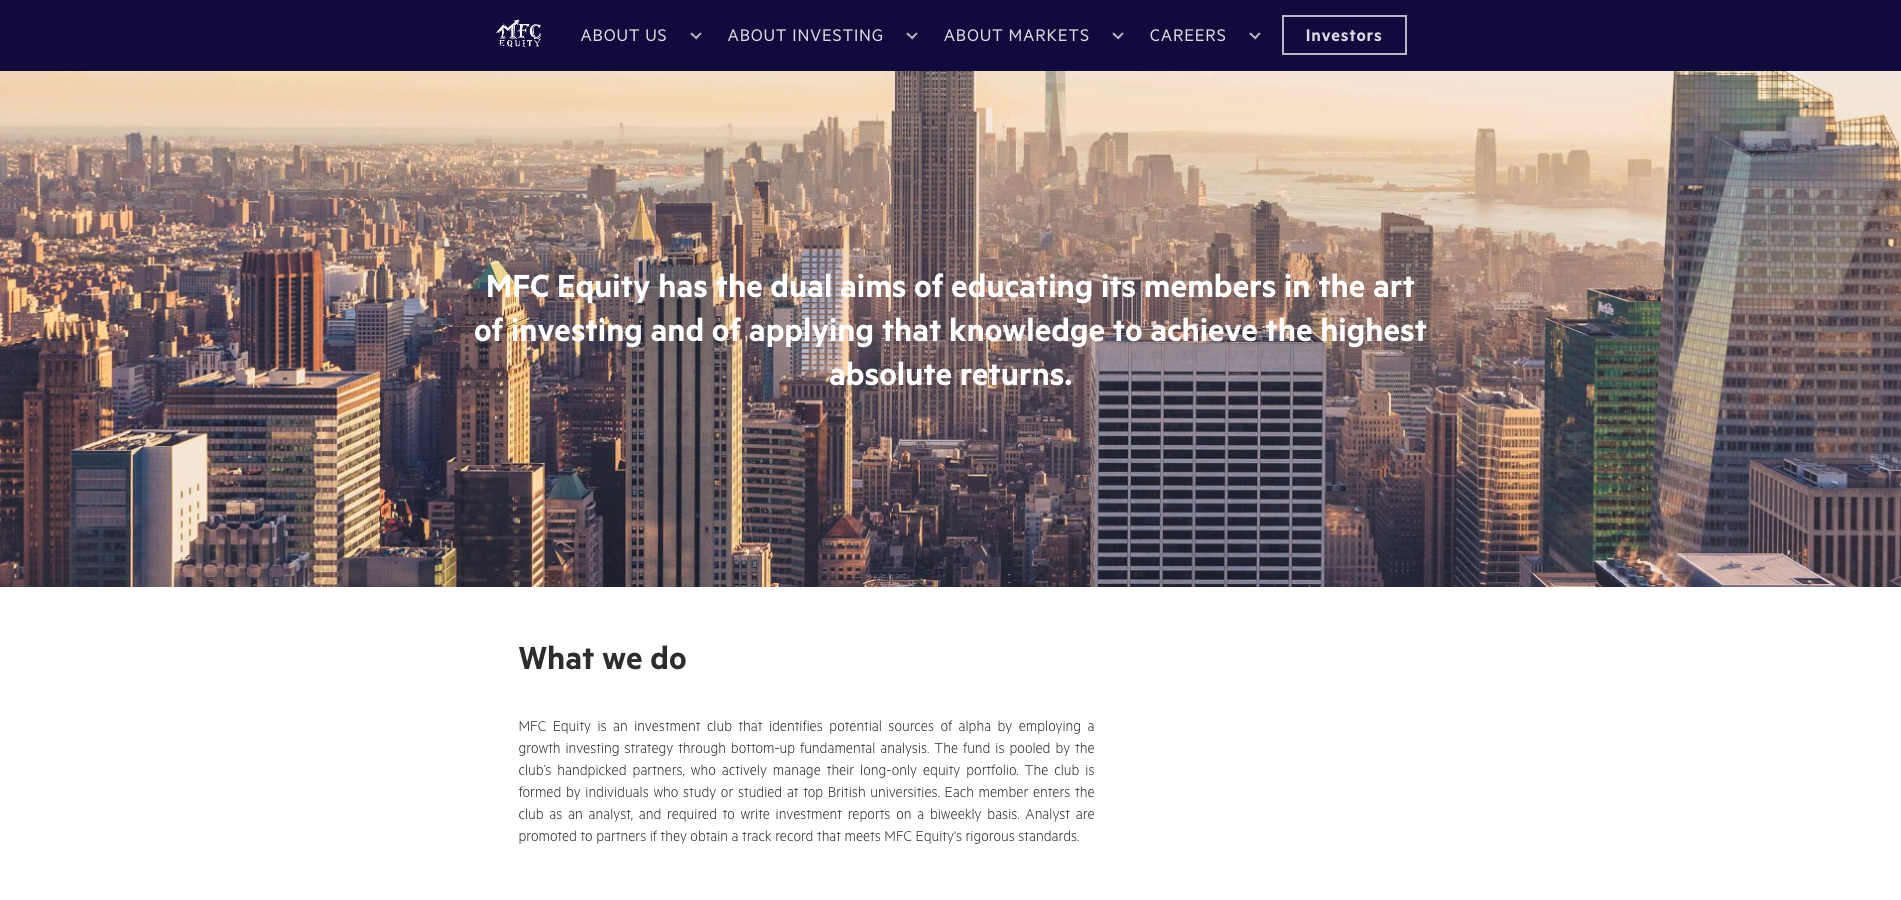 MFC
EQUITY
ABOUT US
ABOUT INVESTING
ABOUT MARKETS
CAREERS
Investors
MFC Equity has the dual aims of educating its members in the art
of investing and of applying that knowledge to achieve the highest
absolute returns.
What we do
MFC Equity is an investment club that identifies potential sources of alpha by employing a
growth investing strategy through bottom-up fundamental analysis. The fund is pooled by the
club's handpicked partners, who actively manage their long-only equity portfolio. The club is
formed by individuals who study or studied at top British universities. Each member enters the
club as an analyst, and required to write investment reports on a biweekly basis. Analyst are
promoted to partners if they obtain a track record that meets MFC Equity's rigorous standards.